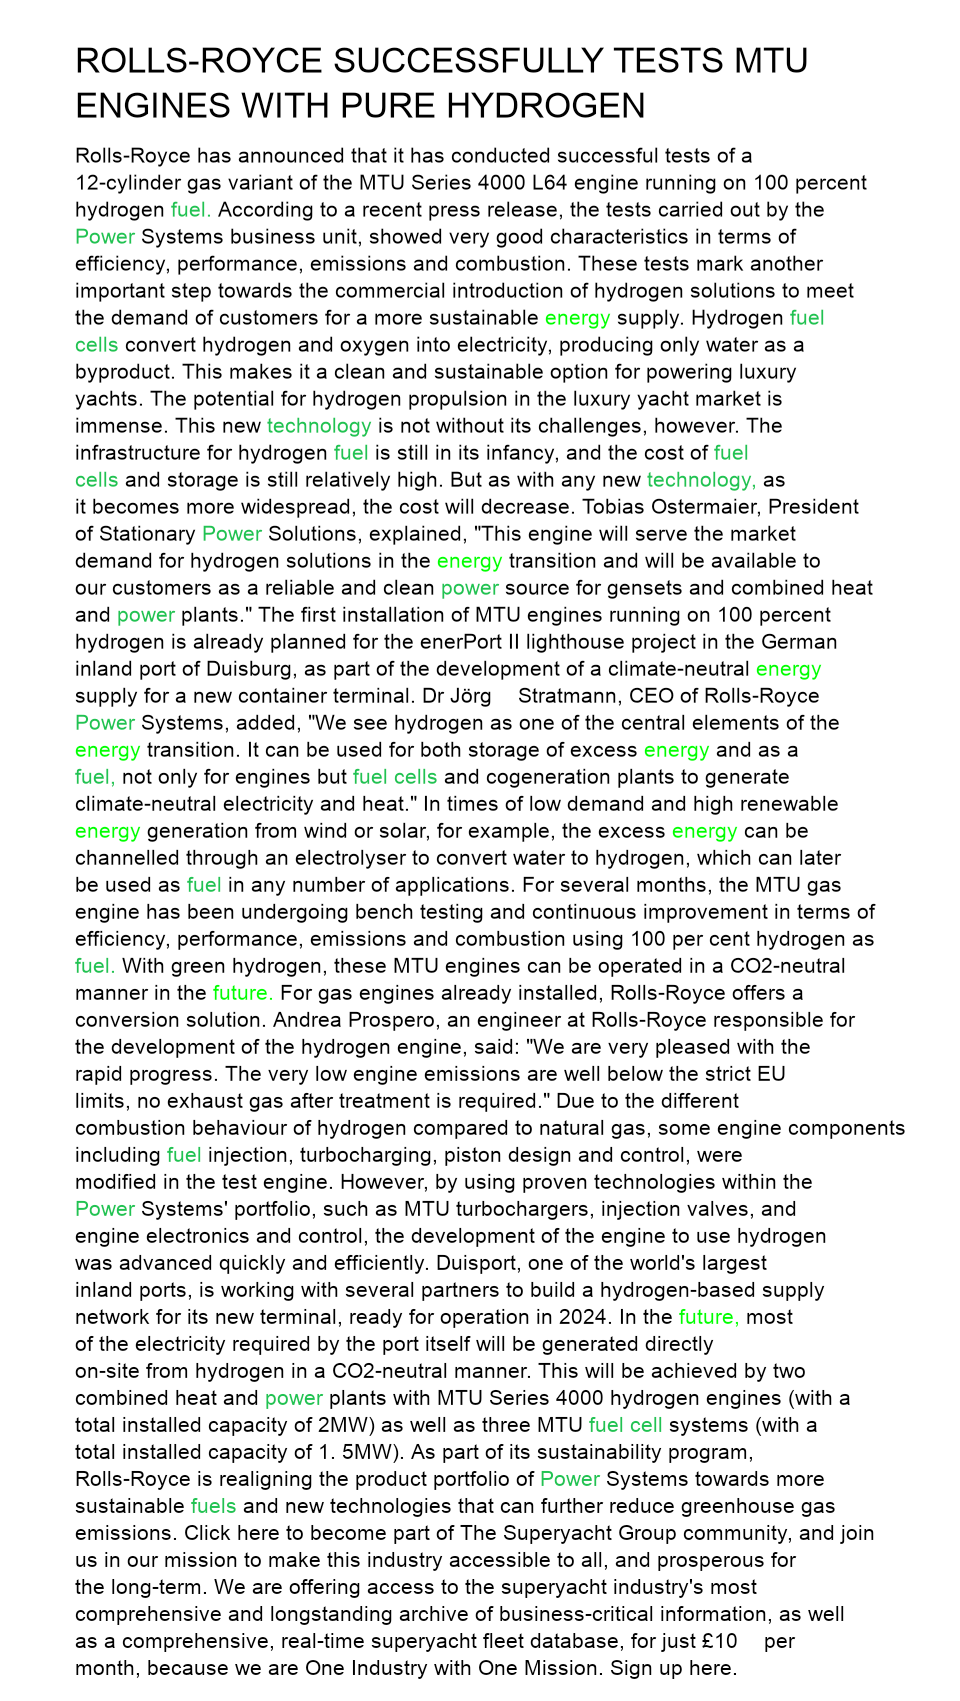 ROLLS-ROYCE SUCCESSFULLY TESTS MTU
ENGINES WITH PURE HYDROGEN
Rolls-Royce has announced that it has conducted successful tests of a
12-cylinder gas variant of the MTU Series 4000 L64 engine running on 100 percent
hydrogen fuel. According to a recent press release, the tests carried out by the
Power Systems business unit, showed very good characteristics in terms of
efficiency, performance, emissions and combustion. These tests mark another
important step towards the commercial introduction of hydrogen solutions to meet
the demand of customers for a more sustainable energy supply. Hydrogen fuel
cells convert hydrogen and oxygen into electricity, producing only water as a
byproduct. This makes it a clean and sustainable option for powering luxury
yachts. The potential for hydrogen propulsion in the luxury yacht market is
immense. This new technology is not without its challenges, however. The
infrastructure for hydrogen fuel is still in its infancy, and the cost of fuel
cells and storage is still relatively high. But as with any new technology, as
it becomes more widespread, the cost will decrease. Tobias Ostermaier, President
of Stationary Power Solutions, explained, "This engine will serve the market
demand for hydrogen solutions in the energy transition and will be available to
our customers as a reliable and clean power source for gensets and combined heat
and power plants." The first installation of MTU engines running on 100 percent
hydrogen is already planned for the enerPort II lighthouse project in the German
inland port of Duisburg, as part of the development of a climate-neutral energy
supply for a new container terminal. Dr Jörg Stratmann, CEO of Rolls-Royce
Power Systems, added, "We see hydrogen as one of the central elements of the
energy transition. It can be used for both storage of excess energy and as a
fuel, not only for engines but fuel cells and cogeneration plants to generate
climate-neutral electricity and heat." In times of low demand and high renewable
energy generation from wind or solar, for example, the excess energy can be
channelled through an electrolyser to convert water to hydrogen, which can later
be used as fuel in any number of applications. For several months, the MTU gas
engine has been undergoing bench testing and continuous improvement in terms of
efficiency, performance, emissions and combustion using 100 per cent hydrogen as
fuel. With green hydrogen, these MTU engines can be operated in a CO2-neutral
manner in the future. For gas engines already installed, Rolls-Royce offers a
conversion solution. Andrea Prospero, an engineer at Rolls-Royce responsible for
the development of the hydrogen engine, said: "We are very pleased with the
rapid progress. The very low engine emissions are well below the strict EU
limits, no exhaust gas after treatment is required." Due to the different
combustion behaviour of hydrogen compared to natural gas, some engine components
including fuel injection, turbocharging, piston design and control, were
modified in the test engine. However, by using proven technologies within the
Power Systems' portfolio, such as MTU turbochargers, injection valves, and
engine electronics and control, the development of the engine to use hydrogen
was advanced quickly and efficiently. Duisport, one of the world's largest
inland ports, is working with several partners to build a hydrogen-based supply
network for its new terminal, ready for operation in 2024. In the future, most
of the electricity required by the port itself will be generated directly
on-site from hydrogen in a CO2-neutral manner. This will be achieved by two
combined heat and power plants with MTU Series 4000 hydrogen engines (with a
total installed capacity of 2MW) as well as three MTU fuel cell systems (with a
total installed capacity of 1. 5MW). As part of its sustainability program,
Rolls-Royce is realigning the product portfolio of Power Systems towards more
sustainable fuels and new technologies that can further reduce greenhouse gas
emissions. Click here to become part of The Superyacht Group community, and join
us in our mission to make this industry accessible to all, and prosperous for
the long-term. We are offering access to the superyacht industry's most
comprehensive and longstanding archive of business-critical information, as well
as a comprehensive, real-time superyacht fleet database, for just £10 per
month, because we are One Industry with One Mission. Sign up here.